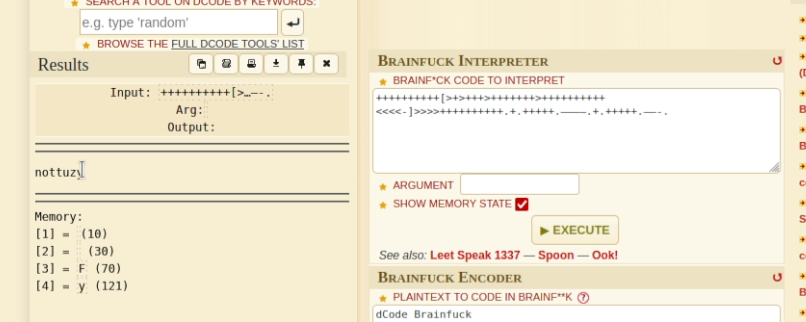 SEARCH A TOOL ON DCODE BY KEYWORDS:
e.g. type 'random'
★ BROWSE THE FULL DCODE TOOLS' LIST
Results
Input: ++++++++++[>…—-.
Arg:
Output:
nottuzy
Memory:
[1] = (10)
[2] = (30)
[3] = F (70)
[4] = y (121)
BRAINFUCK INTERPRETER
★ BRAINF*CK CODE TO INTERPRET
++++++++++[>+>+++>+++++++>++++++++++
<<<<-]>>>>++++++++++.+.+++++.————.+.+++++.——-.
★ ARGUMENT
★ SHOW MEMORY STATE
▶ EXECUTE
See also: Leet Speak 1337 — Spoon — Ook!
BRAINFUCK ENCODER
★ PLAINTEXT TO CODE IN BRAINF**K ?
dCode Brainfuck